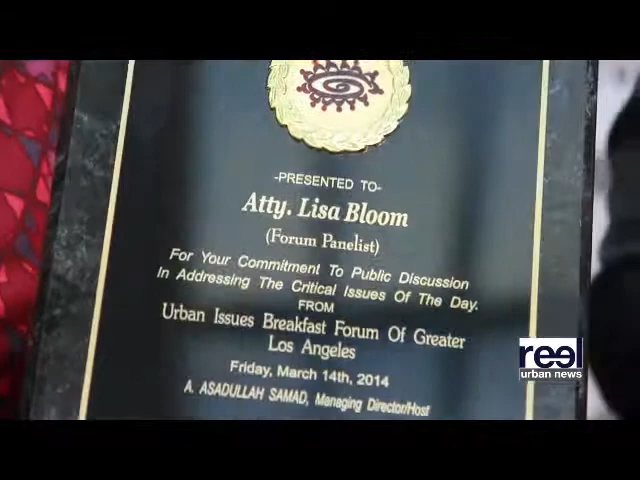 -PRESENTED TO-
Atty. Lisa Bloom
(Forum Panelist)
For Your Commitment To Public Discussion
In Addressing The Critical Issues Of The Day.
FROM
Urban Issues Breakfast Forum Of Greater
Los Angeles
Friday, March 14th, 2014
A. ASADULLAH SAMAD, Managing Director/Host
reel
urban news